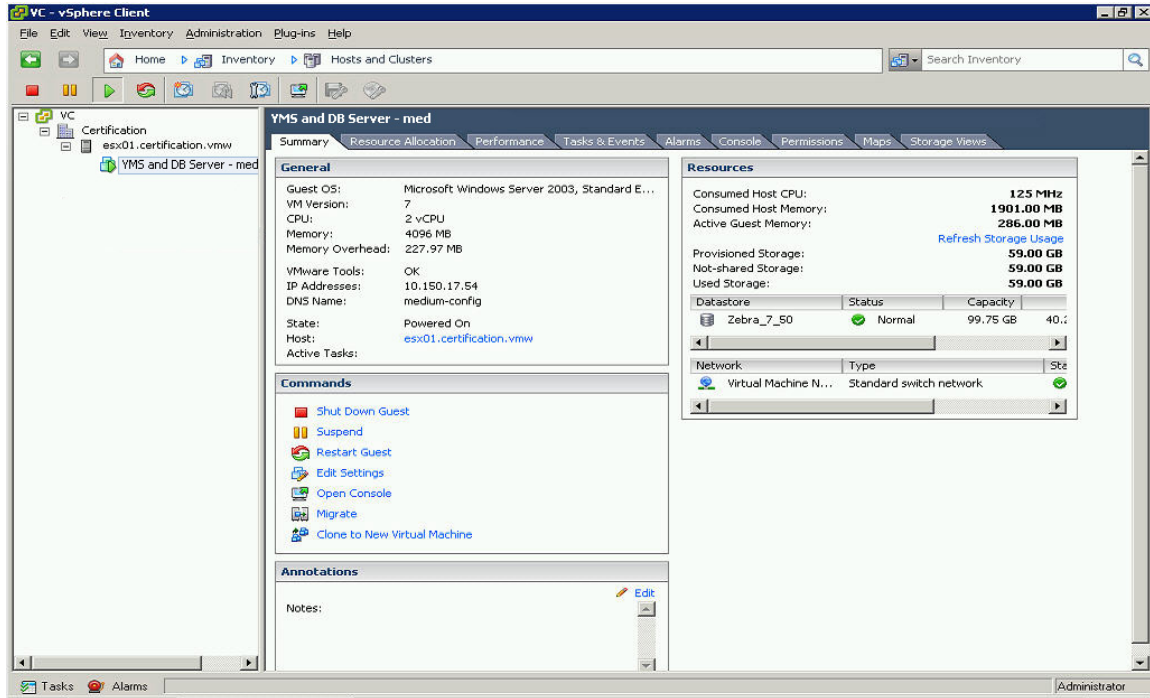 VC - vSphere Client
File Edit View Inventory Administration Plug-ins Help
Home Inventory Hosts and Clusters Search Inventory
VC
Certification
esx01.certification.vmw
YMS and DB Server - med
YMS and DB Server - med
Summary Resource Allocation Performance Tasks & Events Alarms Console Permissions Maps Storage Views
General
Guest OS: Microsoft Windows Server 2003, Standard E...
VM Version: 7
CPU: 2 vCPU
Memory: 4096 MB
Memory Overhead: 227.97 MB
VMware Tools: OK
IP Addresses: 10.150.17.54
DNS Name: medium-config
State: Powered On
Host: esx01.certification.vmw
Active Tasks:
Commands
Shut Down Guest
Suspend
Restart Guest
Edit Settings
Open Console
Migrate
Clone to New Virtual Machine
Annotations
Edit
Notes:
Resources
Consumed Host CPU: 125 MHz
Consumed Host Memory: 1901.00 MB
Active Guest Memory: 286.00 MB
Refresh Storage Usage
Provisioned Storage: 59.00 GB
Not-shared Storage: 59.00 GB
Used Storage: 59.00 GB
Datastore Status Capacity
Zebra_7_50 Normal 99.75 GB 40.2
Network Type Sta
Virtual Machine N... Standard switch network
Tasks Alarms Administrator